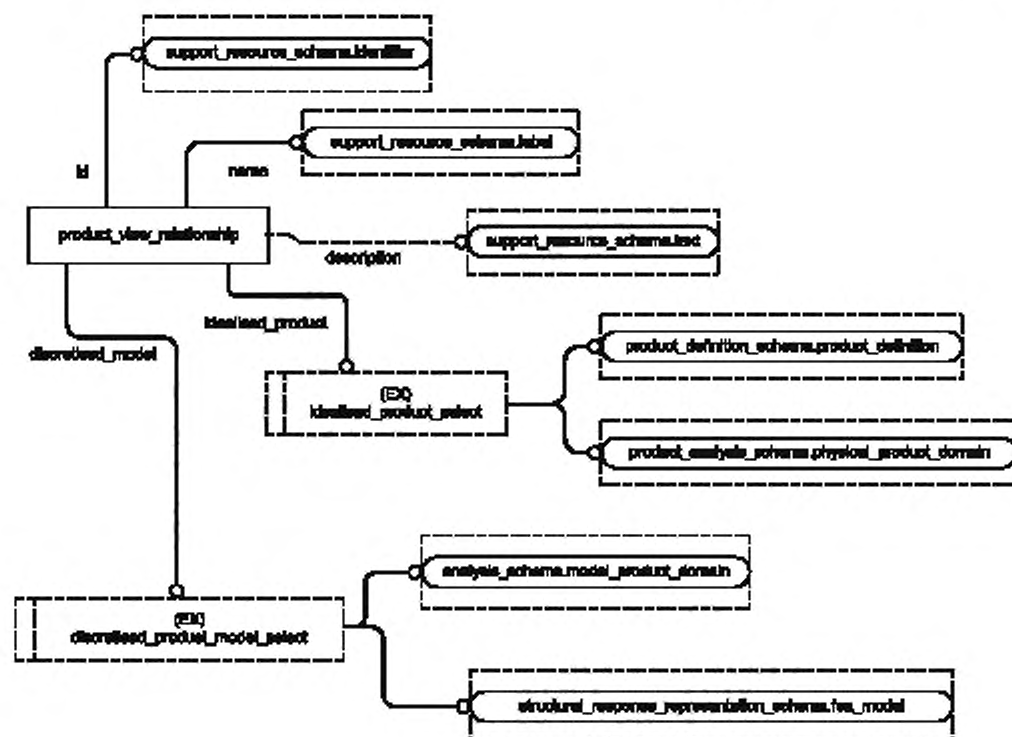 support_resource_schema.identifier
support_resource_schema.label
id
name
product_view_relationship
support_resource_schema.text
description
idealised_product
product_definition_schema.product_definition
discretised_model
(EX)
idealised_product_select
product_analysis_schema.physical_product_domain
analysis_schema.model_product_domain
(EX)
discretised_product_model_select
structural_response_representation_schema.fea_model